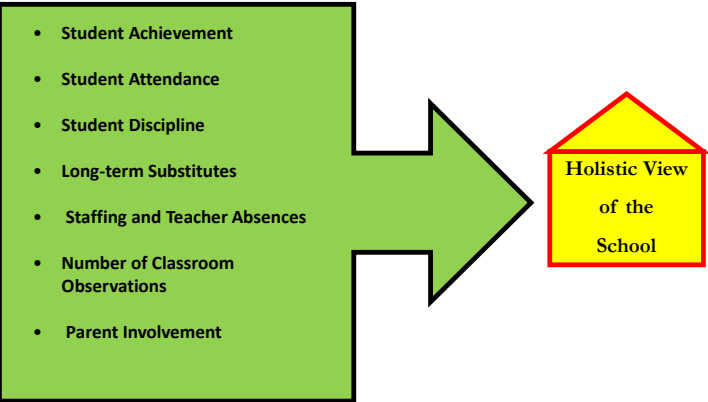 • Student Achievement
• Student Attendance
• Student Discipline
• Long-term Substitutes
• Staffing and Teacher Absences
• Number of Classroom
Observations
• Parent Involvement
Holistic View
of the
School